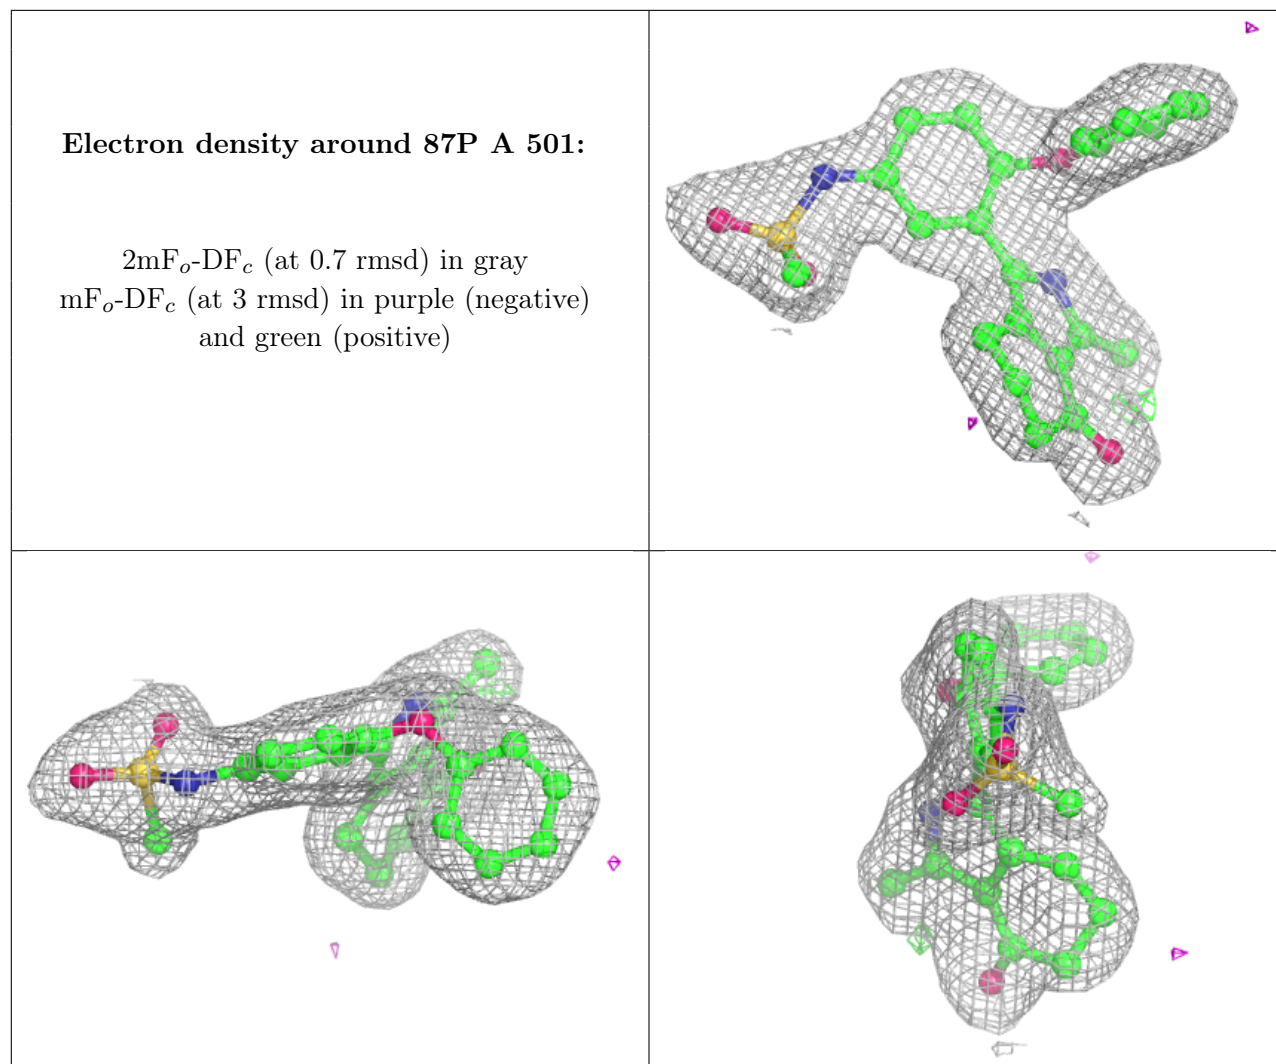 Electron density around 87P A 501:
2mFo-DFc (at 0.7 rmsd) in gray
mFo-DFc (at 3 rmsd) in purple (negative)
and green (positive)